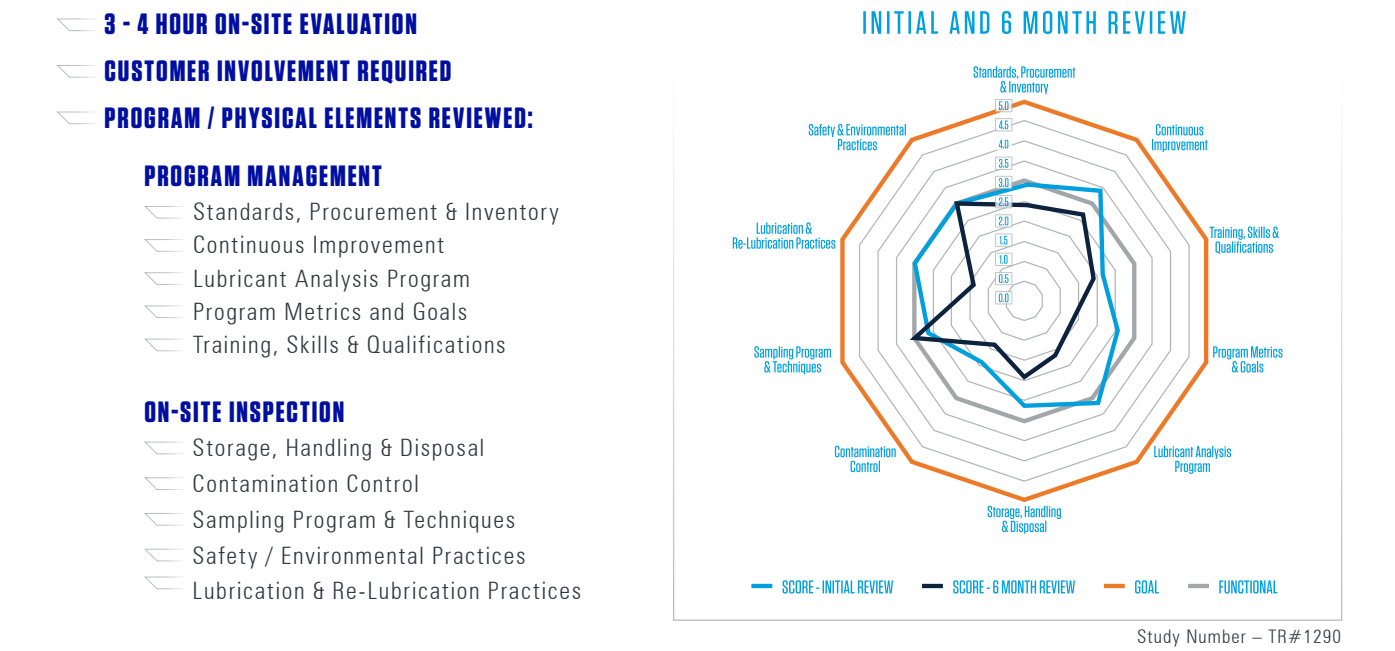 3 - 4 HOUR ON-SITE EVALUATION
CUSTOMER INVOLVEMENT REQUIRED
PROGRAM / PHYSICAL ELEMENTS REVIEWED:
PROGRAM MANAGEMENT
Standards, Procurement & Inventory
Continuous Improvement
Lubricant Analysis Program
Program Metrics and Goals
Training, Skills & Qualifications
ON-SITE INSPECTION
Storage, Handling & Disposal
Contamination Control
Sampling Program & Techniques
Safety / Environmental Practices
Lubrication & Re-Lubrication Practices
INITIAL AND 6 MONTH REVIEW
Standards, Procurement
& Inventory
Continuous
Improvement
Training, Skills &
Qualifications
Program Metrics
& Goals
Lubricant Analysis
Program
Storage, Handling
& Disposal
Contamination
Control
Sampling Program
& Techniques
Lubrication &
Re-Lubrication Practices
Safety & Environmental
Practices
5.0
4.5
4.0
3.5
3.0
2.5
2.0
1.5
1.0
0.5
0.0
SCORE - INITIAL REVIEW
SCORE - 6 MONTH REVIEW
GOAL
FUNCTIONAL
Study Number – TR#1290